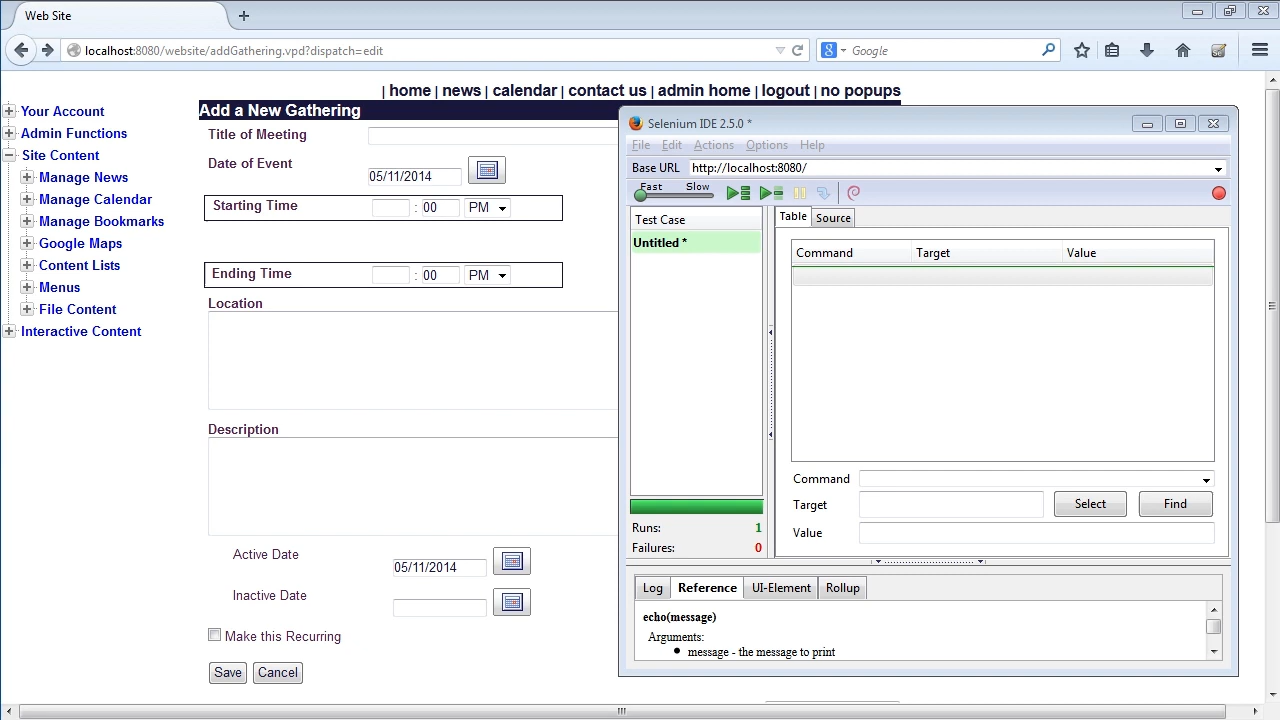 Web Site
localhost:8080/website/addGathering.vpd?dispatch=edit
Google
| home | news | calendar | contact us | admin home | logout | no popups
Your Account
Admin Functions
Site Content
Manage News
Manage Calendar
Manage Bookmarks
Google Maps
Content Lists
Menus
File Content
Interactive Content
Add a New Gathering
Title of Meeting
Date of Event
05/11/2014
Starting Time : 00 PM
Ending Time : 00 PM
Location
Description
Active Date
05/11/2014
Inactive Date
Make this Recurring
Save Cancel
Selenium IDE 2.5.0 *
File Edit Actions Options Help
Base URL http://localhost:8080/
Fast Slow
Test Case
Untitled *
Runs: 1
Failures: 0
Table Source
Command Target Value
Command
Target Select Find
Value
Log Reference UI-Element Rollup
echo(message)
Arguments:
• message - the message to print